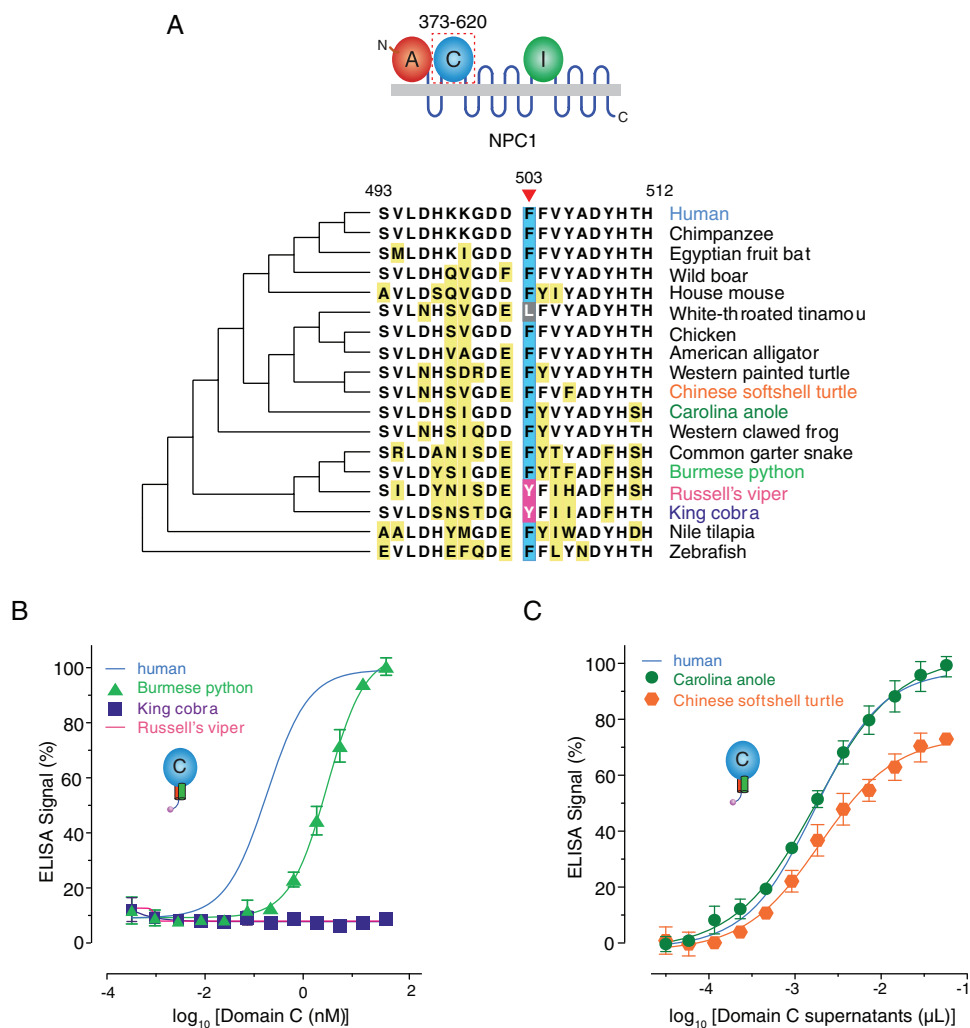 A
373-620
N
A
C
I
C
NPC1
493
503
512
SVLDHKKGDD F FVYADYHTH Human
SVLDHKKGDD F FVYADYHTH Chimpanzee
SMLDHKIGDD F FVYADYHTH Egyptian fruit bat
SVLDHQVGDF F FVYADYHTH Wild boar
AVLDSQVGDD F YIYADYHTH House mouse
SVLNHSVGDE L FVYADYHTH White-throated tinamou
SVLDHSVGDD F FVYADYHTH Chicken
SVLDHVAGDE F FVYADYHTH American alligator
SVLNHSDRDE F YVYADYHTH Western painted turtle
SVLNHSVGDE F FVFADYHTH Chinese softshell turtle
SVLDHSIGDD F YVYADYHSH Carolina anole
SVLNHSIQDD F YVYADYHTH Western clawed frog
SRLDANISDE F YTYADFHSH Common garter snake
SVLDYSIGDE F YTFADFHSH Burmese python
SILDYNISDE Y FIHADFHSH Russell's viper
SVLDSNSTDG Y FIIADFHTH King cobra
AALDHYMGDE F YIWADYHDH Nile tilapia
EVLDHEFQDE F FLYNDYHTH Zebrafish
B
human
Burmese python
King cobra
Russell's viper
C
ELISA Signal (%)
100
80
60
40
20
0
-4
-2
0
2
log10 [Domain C (nM)]
C
human
Carolina anole
Chinese softshell turtle
C
ELISA Signal (%)
100
80
60
40
20
0
-4
-3
-2
-1
log10 [Domain C supernatants (µL)]